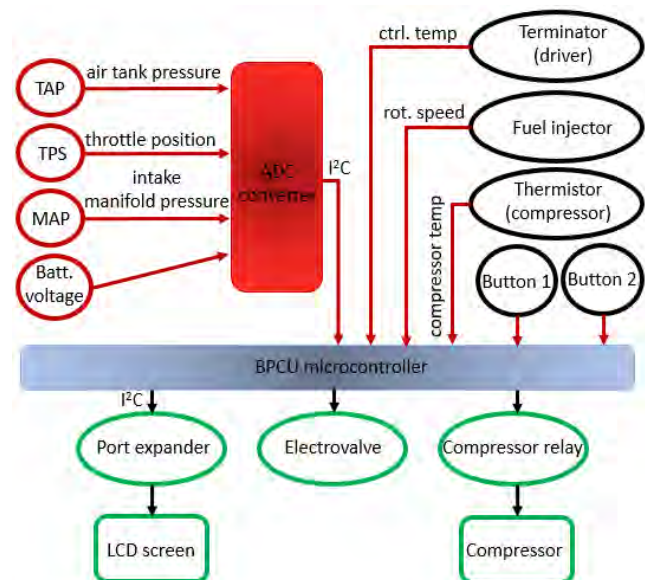 TAP
air tank pressure
TPS
throttle position
MAP
intake
manifold pressure
Batt.
voltage
ADC
converter
I²C
ctrl. temp
Terminator
(driver)
rot. speed
Fuel injector
Thermistor
(compressor)
compressor temp
Button 1
Button 2
BPCU microcontroller
I²C
Port expander
Electrovalve
Compressor relay
LCD screen
Compressor